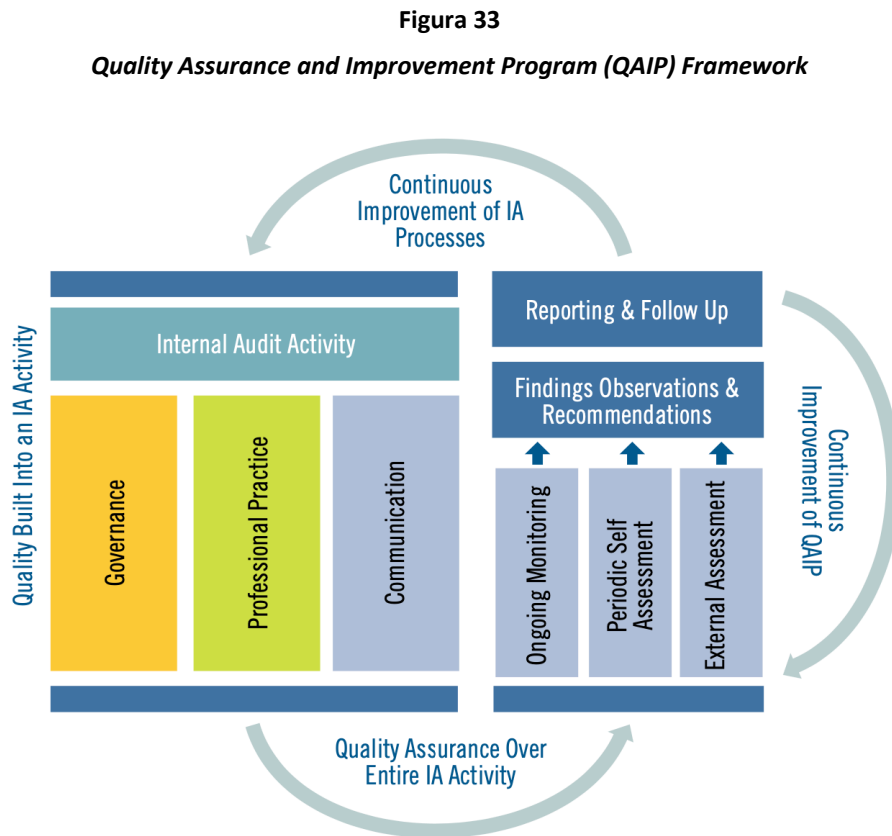 Figura 33
Quality Assurance and Improvement Program (QAIP) Framework
Continuous
Improvement of IA
Processes
Quality Built Into an IA Activity
Internal Audit Activity
Governance
Professional Practice
Communication
Reporting & Follow Up
Findings Observations &
Recommendations
Ongoing Monitoring
Periodic Self
Assessment
External Assessment
Continuous
Improvement of QAIP
Quality Assurance Over
Entire IA Activity